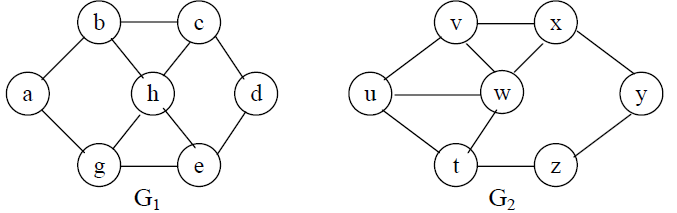 b c v x
a h d u w y
g e t z
G₁ G₂